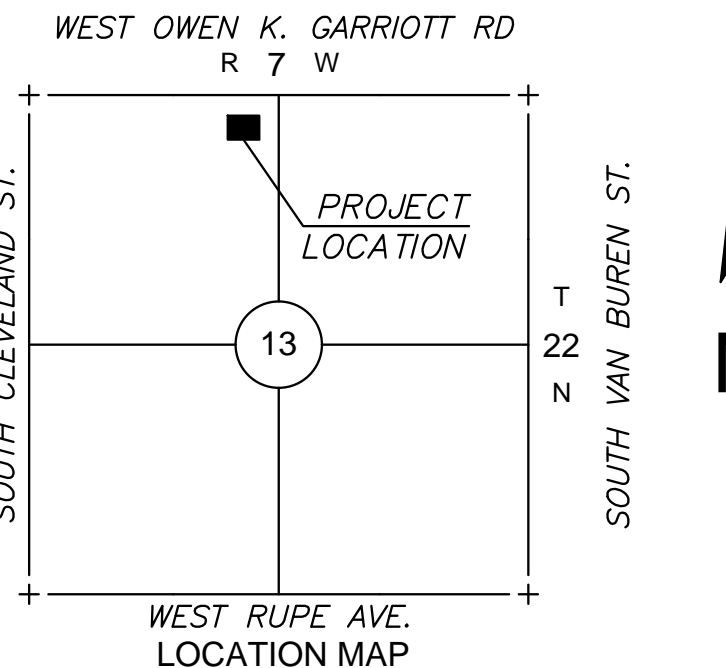 WEST OWEN K. GARRIOTT RD
R 7 W
SOUTH CLEVELAND ST.
PROJECT
LOCATION
13
T
22
N
SOUTH VAN BUREN ST.
WEST RUPE AVE.
LOCATION MAP